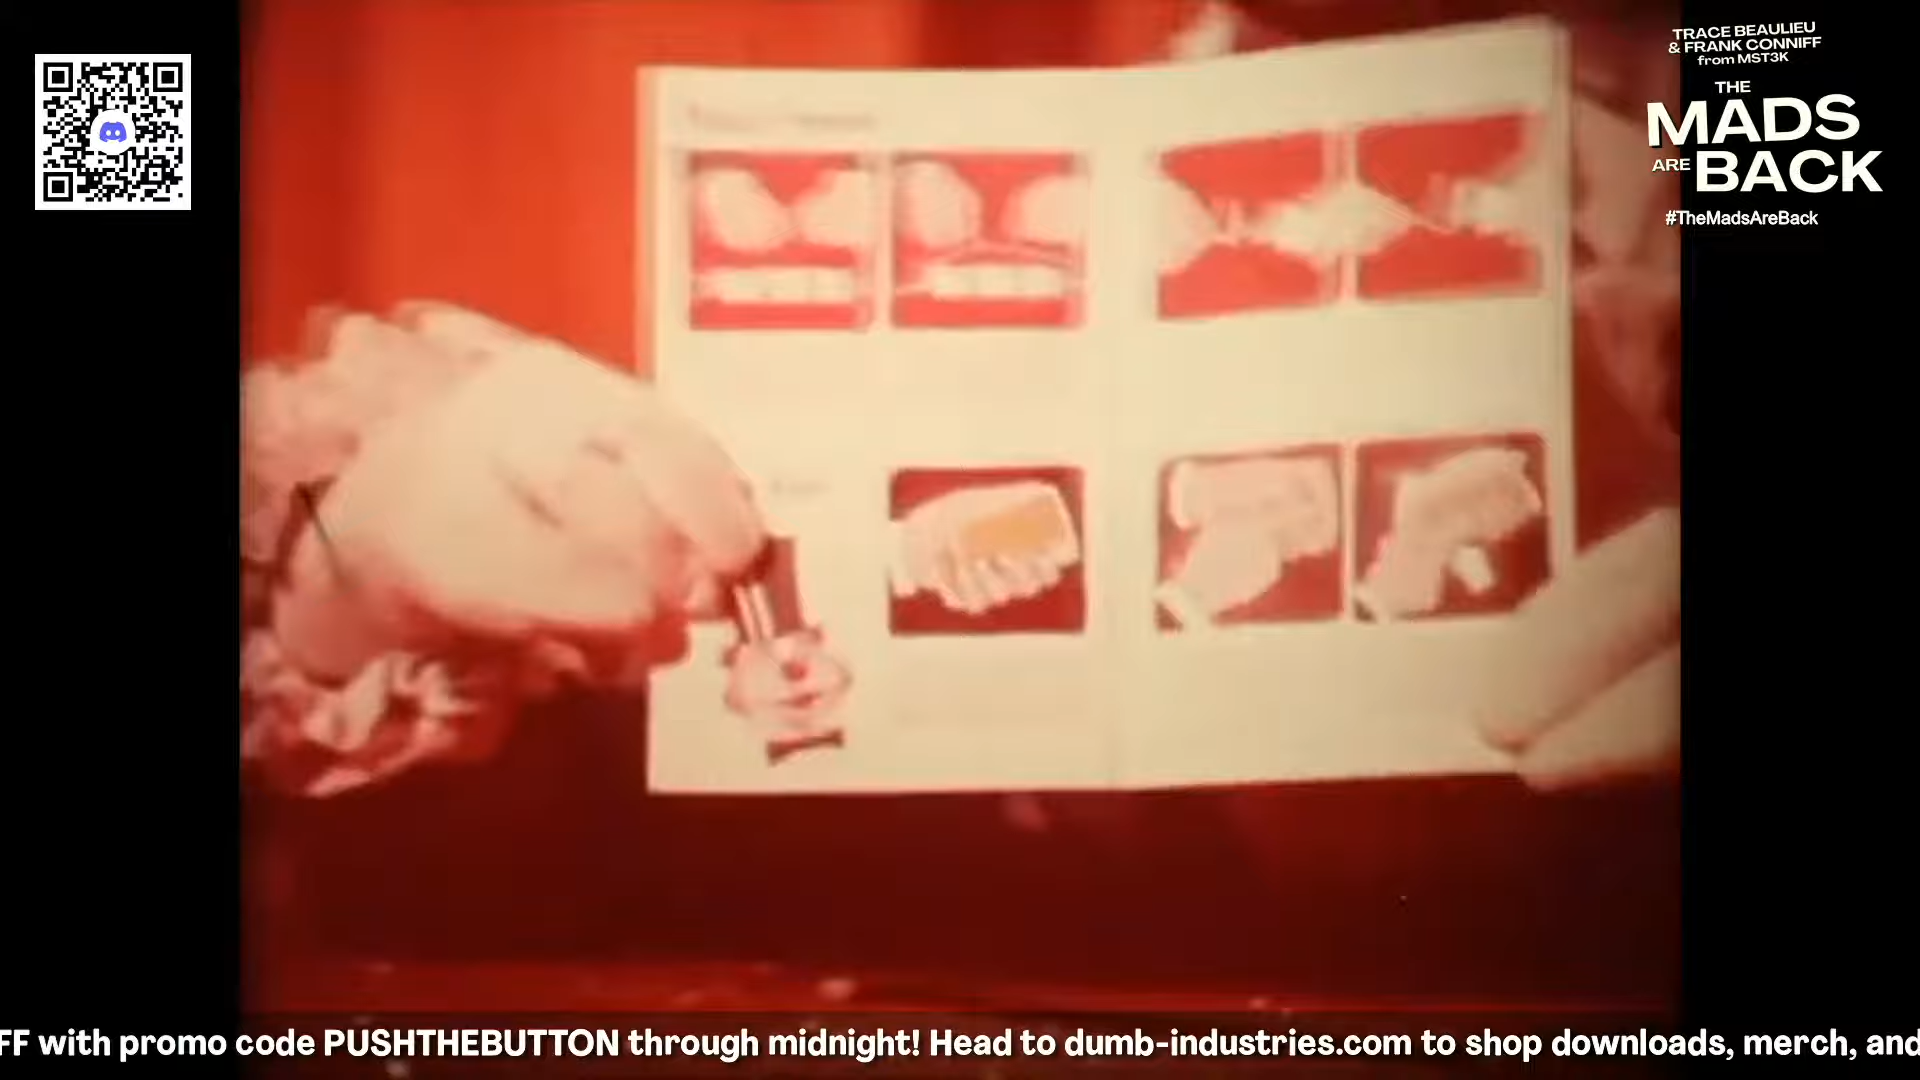 TRACE BEAULIEU
& FRANK CONNIFF
from MST3K
THE
MADS
ARE BACK
#TheMadsAreBack
FF with promo code PUSHTHEBUTTON through midnight! Head to dumb-industries.com to shop downloads, merch, and